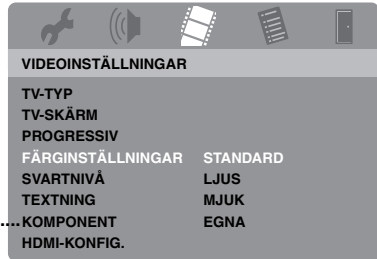 VIDEOINSTÄLLNINGAR
TV-TYP
TV-SKÄRM
PROGRESSIV
FÄRGINSTÄLLNINGAR STANDARD
SVARTNIVÅ LJUS
TEXTNING MJUK
....KOMPONENT EGNA
HDMI-KONFIG.